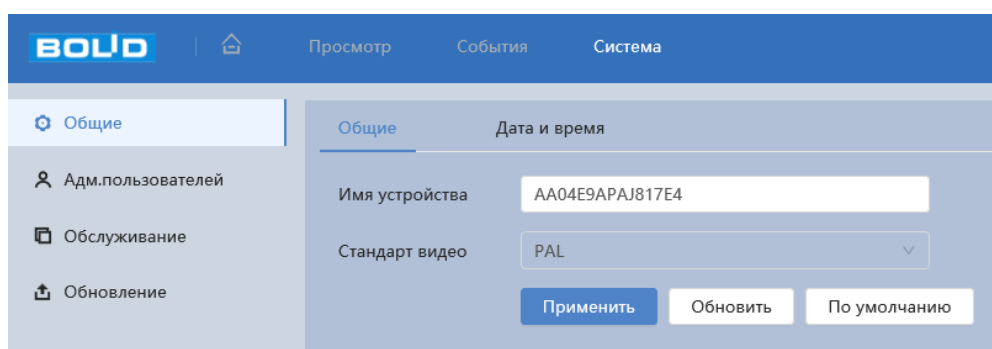 BOLID Просмотр События Система
Общие
Адм.пользователей
Обслуживание
Обновление
Общие Дата и время
Имя устройства AA04E9APAJ817E4
Стандарт видео PAL
Применить Обновить По умолчанию